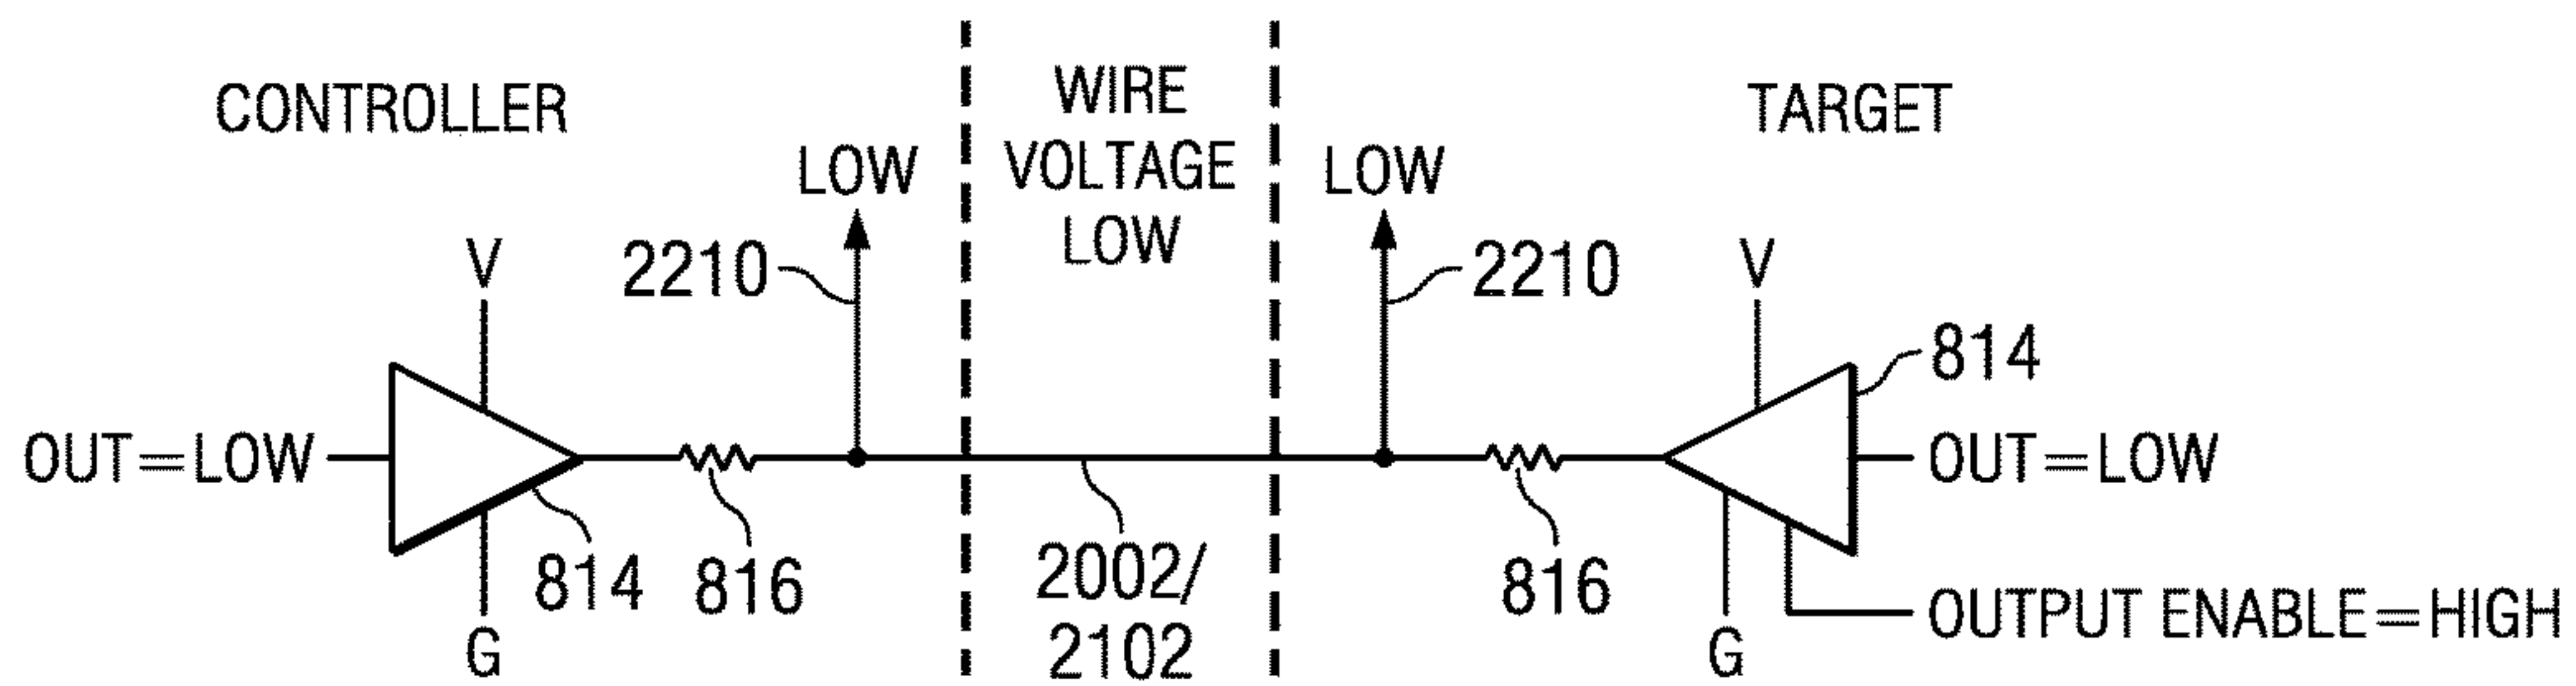 CONTROLLER
WIRE
VOLTAGE
LOW
TARGET
LOW
LOW
V
2210
2210
V
814
OUT=LOW
OUT=LOW
814
816
2002/
2102
816
OUTPUT ENABLE=HIGH
G
G